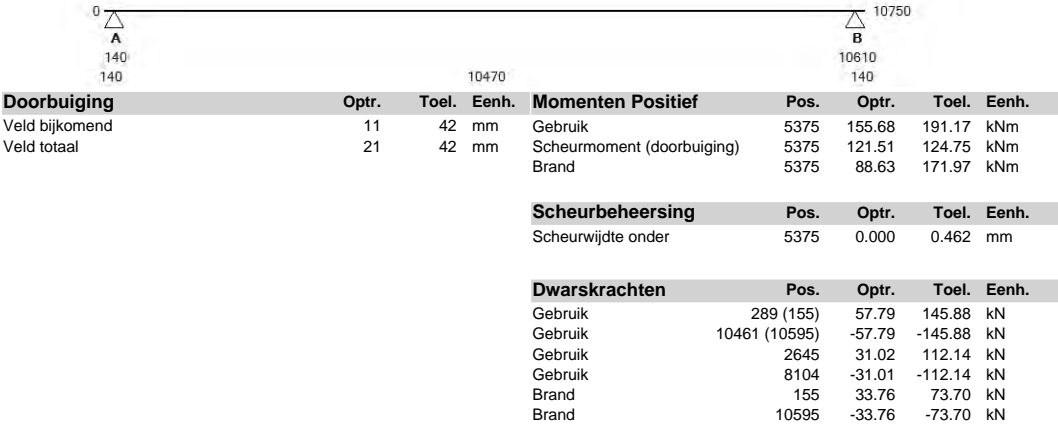 0 10750
A B
140 10610
140 10470 140
Doorbuiging Optr. Toel. Eenh.
Veld bijkomend 11 42 mm
Veld totaal 21 42 mm
Momenten Positief Pos. Optr. Toel. Eenh.
Gebruik 5375 155.68 191.17 kNm
Scheurmoment (doorbuiging) 5375 121.51 124.75 kNm
Brand 5375 88.63 171.97 kNm
Scheurbeheersing Pos. Optr. Toel. Eenh.
Scheurwijdte onder 5375 0.000 0.462 mm
Dwarskrachten Pos. Optr. Toel. Eenh.
Gebruik 289 (155) 57.79 145.88 kN
Gebruik 10461 (10595) -57.79 -145.88 kN
Gebruik 2645 31.02 112.14 kN
Gebruik 8104 -31.01 -112.14 kN
Brand 155 33.76 73.70 kN
Brand 10595 -33.76 -73.70 kN